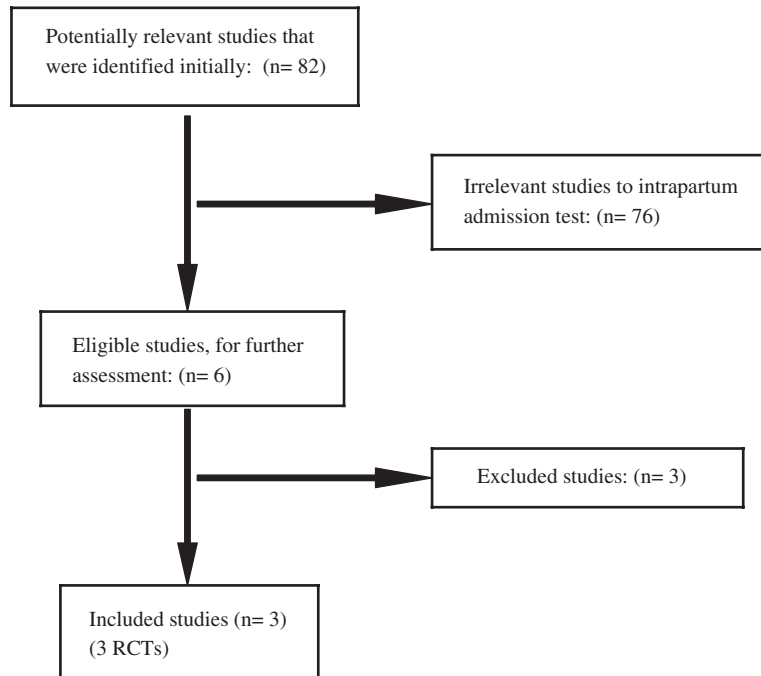 Potentially relevant studies that
were identified initially: (n= 82)
Irrelevant studies to intrapartum
admission test: (n= 76)
Eligible studies, for further
assessment: (n= 6)
Excluded studies: (n= 3)
Included studies (n= 3)
(3 RCTs)